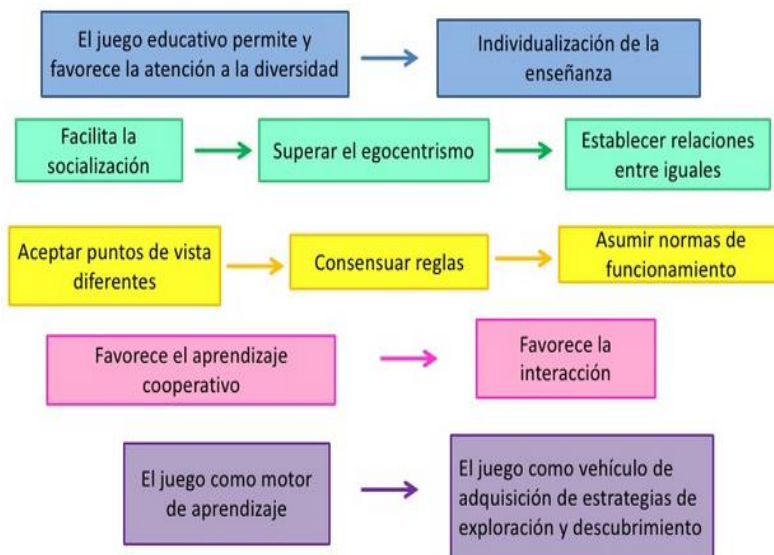 El juego educativo permite y
favorece la atención a la diversidad
Individualización de la
enseñanza
Facilita la
socialización
Superar el egocentrismo
Establecer relaciones
entre iguales
Aceptar puntos de vista
diferentes
Consensuar reglas
Asumir normas de
funcionamiento
Favorece el aprendizaje
cooperativo
Favorece la
interacción
El juego como motor
de aprendizaje
El juego como vehículo de
adquisición de estrategias de
exploración y descubrimiento